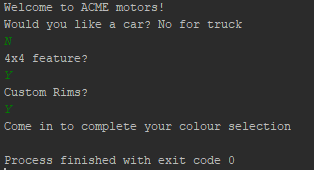 Welcome to ACME motors!
Would you like a car? No for truck
N
4x4 feature?
Y
Custom Rims?
Y
Come in to complete your colour selection
Process finished with exit code 0